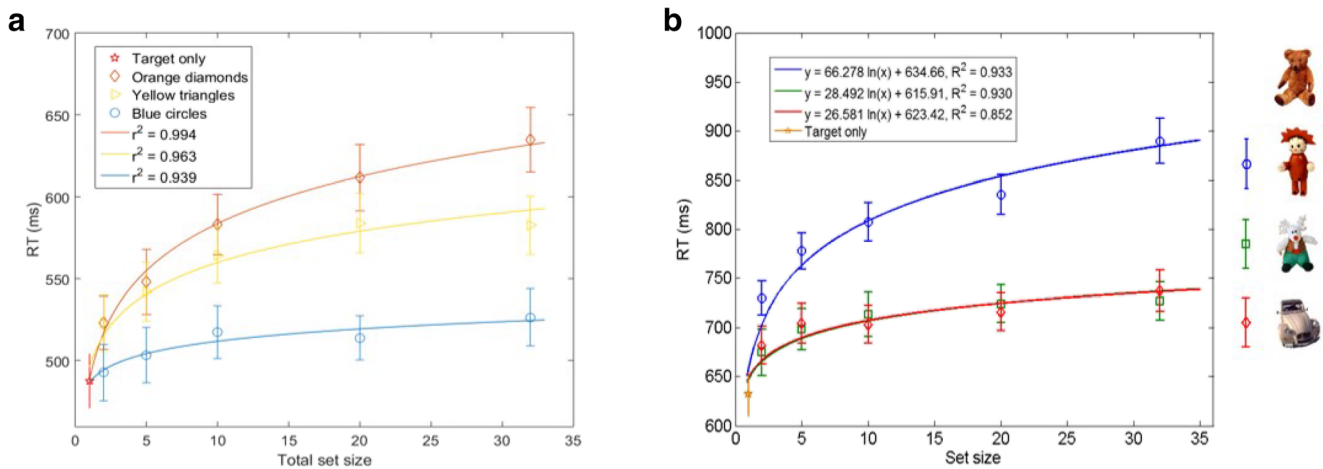 a
700
650
600
550
500
RT (ms)
0 5 10 15 20 25 30 35
Total set size
Target only
Orange diamonds
Yellow triangles
Blue circles
r² = 0.994
r² = 0.963
r² = 0.939
b
1000
950
900
850
800
750
700
650
600
RT (ms)
0 5 10 15 20 25 30 35
Set size
y = 66.278 ln(x) + 634.66, R² = 0.933
y = 28.492 ln(x) + 615.91, R² = 0.930
y = 26.581 ln(x) + 623.42, R² = 0.852
Target only